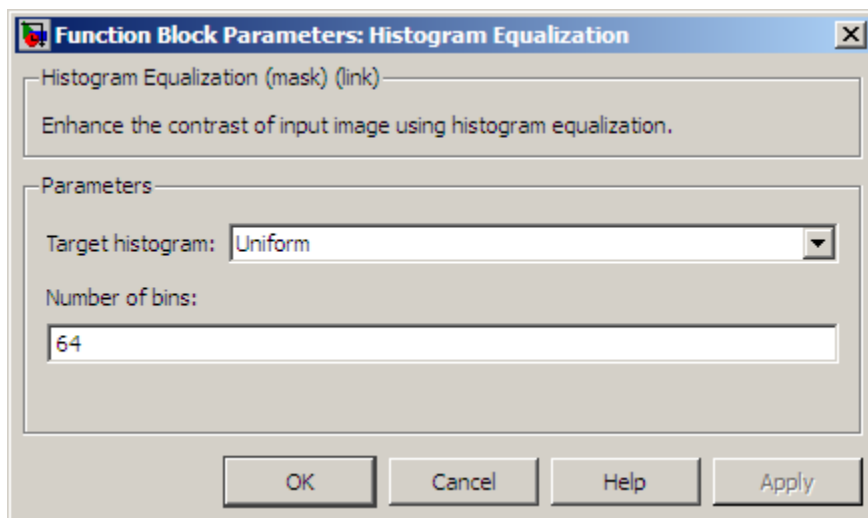 Function Block Parameters: Histogram Equalization
Histogram Equalization (mask) (link)
Enhance the contrast of input image using histogram equalization.
Parameters
Target histogram: Uniform
Number of bins:
64
OK Cancel Help Apply